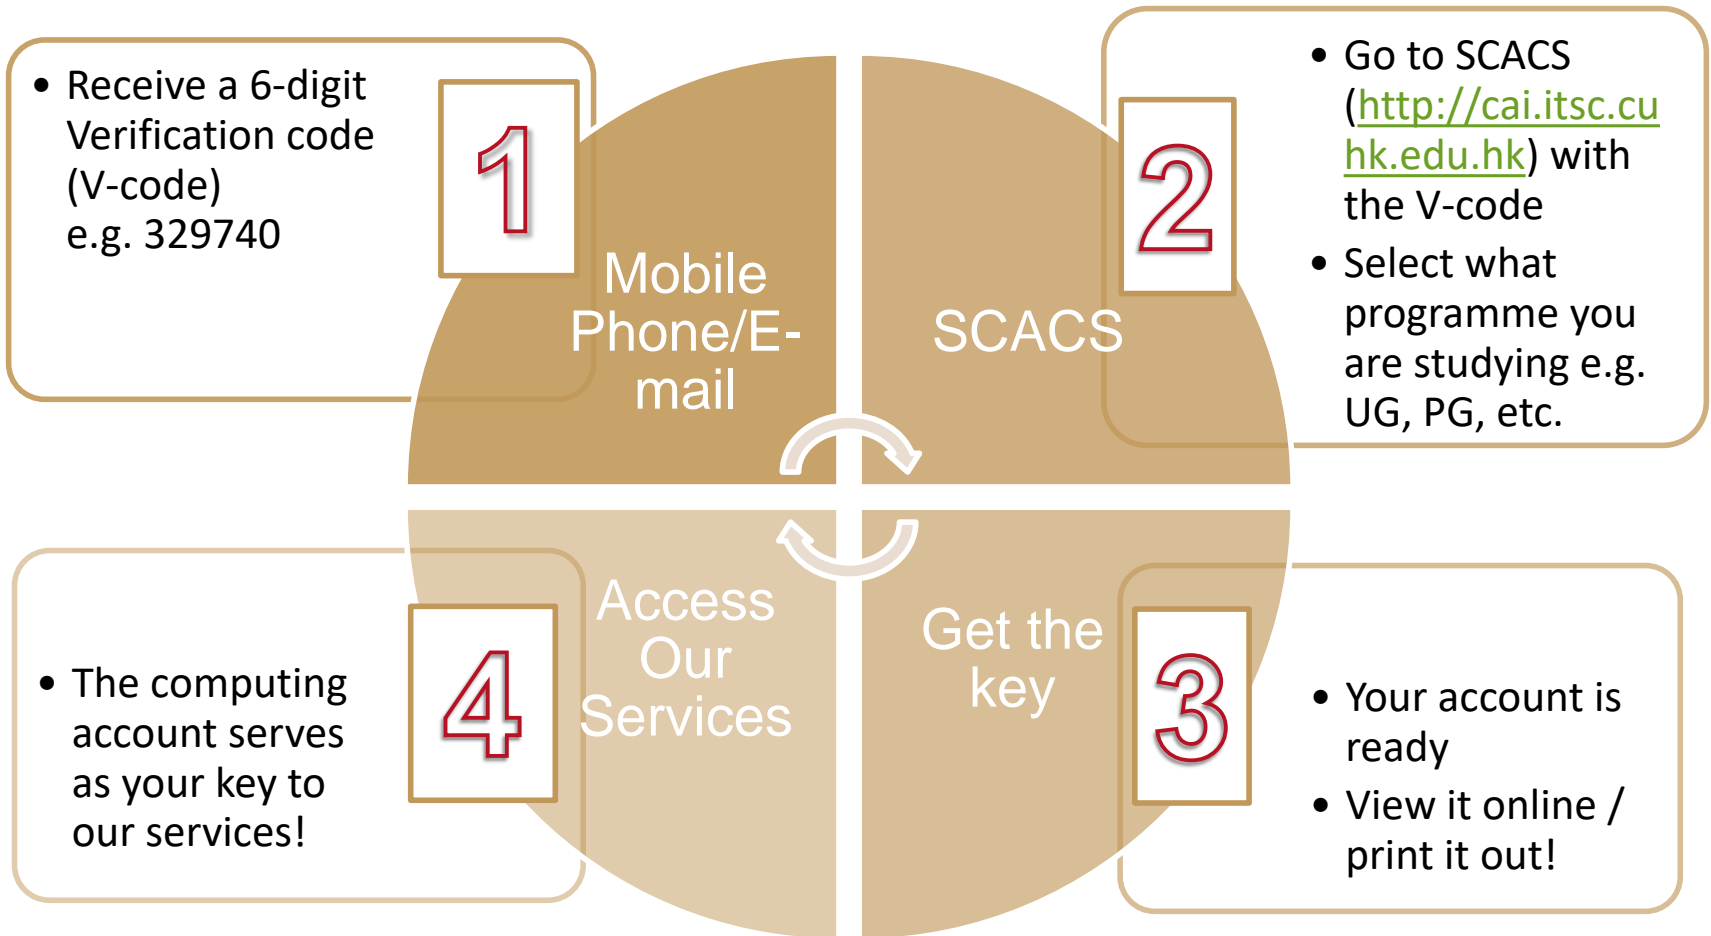 • Receive a 6-digit
Verification code
(V-code)
e.g. 329740
1
Mobile
Phone/E-
mail
2
SCACS
• Go to SCACS
(http://cai.itsc.cu
hk.edu.hk) with
the V-code
• Select what
programme you
are studying e.g.
UG, PG, etc.
Get the
key
3
• Your account is
ready
• View it online /
print it out!
4
Access
Our
Services
• The computing
account serves
as your key to
our services!